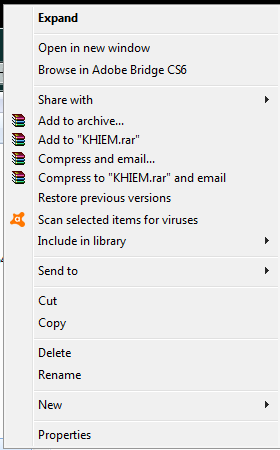 Expand
Open in new window
Browse in Adobe Bridge CS6
Share with
Add to archive...
Add to "KHIEM.rar"
Compress and email...
Compress to "KHIEM.rar" and email
Restore previous versions
Scan selected items for viruses
Include in library
Send to
Cut
Copy
Delete
Rename
New
Properties